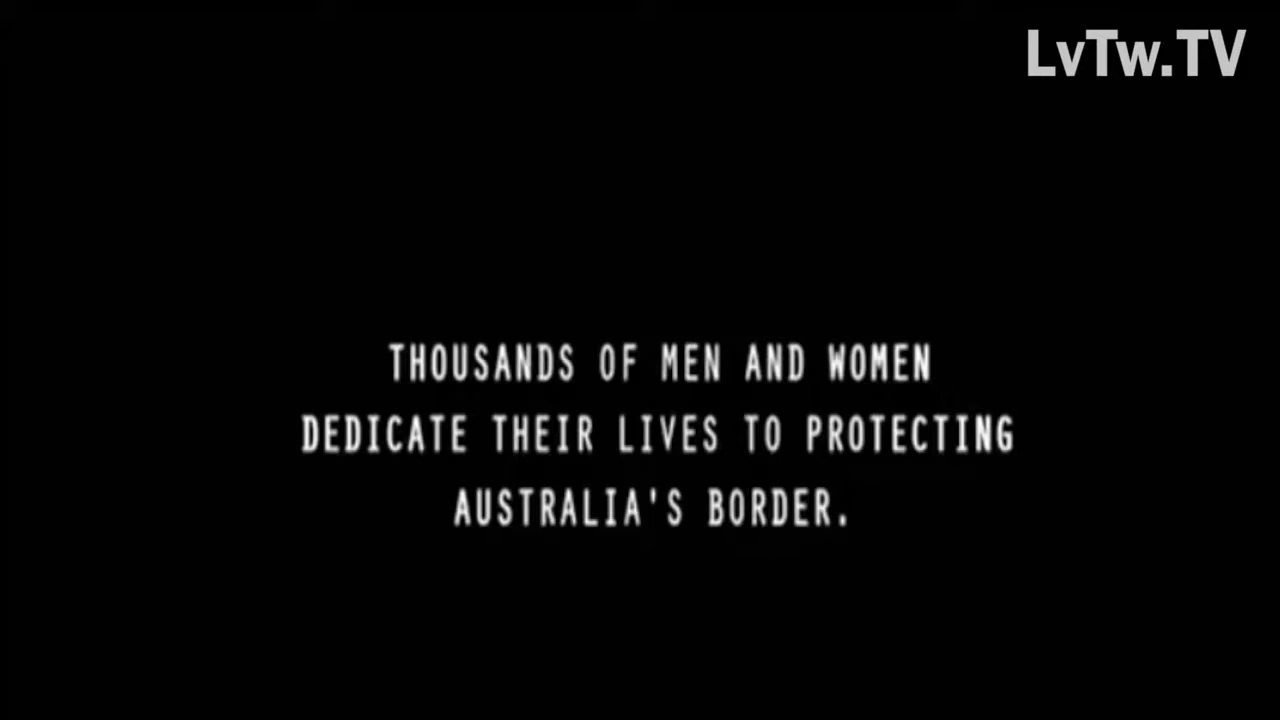 LvTw.TV
THOUSANDS OF MEN AND WOMEN
DEDICATE THEIR LIVES TO PROTECTING
AUSTRALIA'S BORDER.